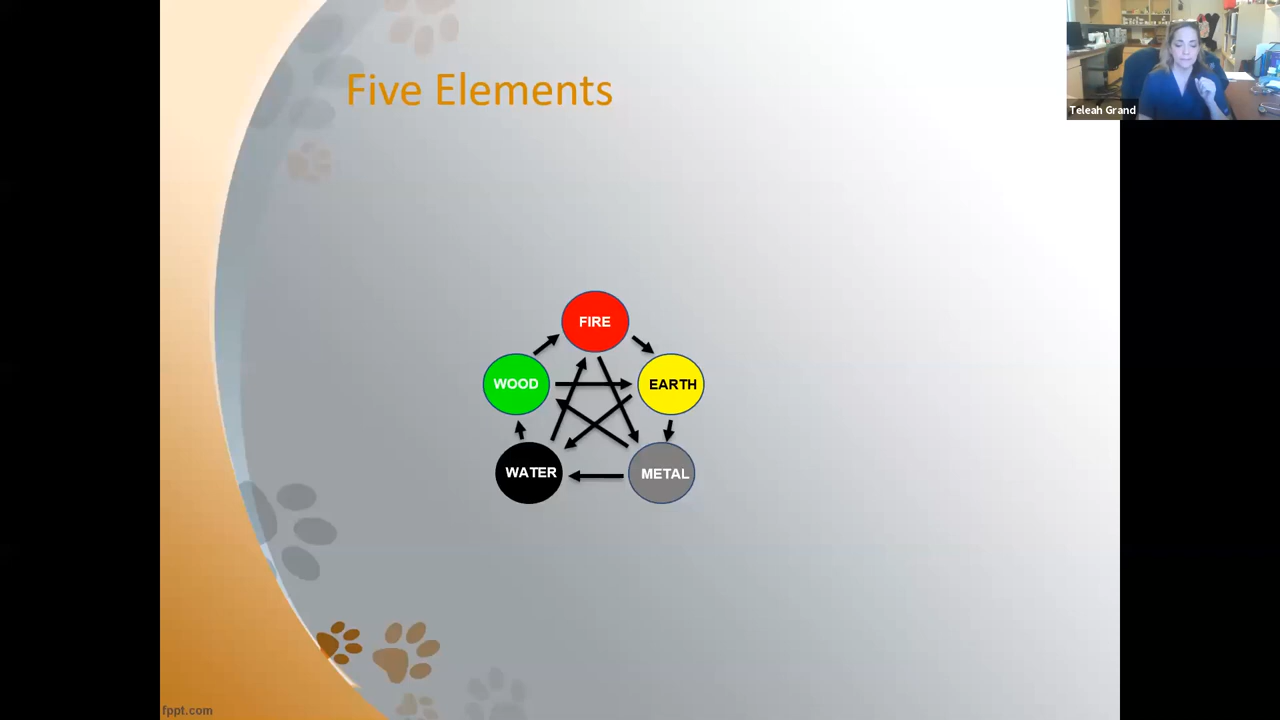 Five Elements
Teleah Grand
FIRE
WOOD
EARTH
WATER
METAL
fppt.com